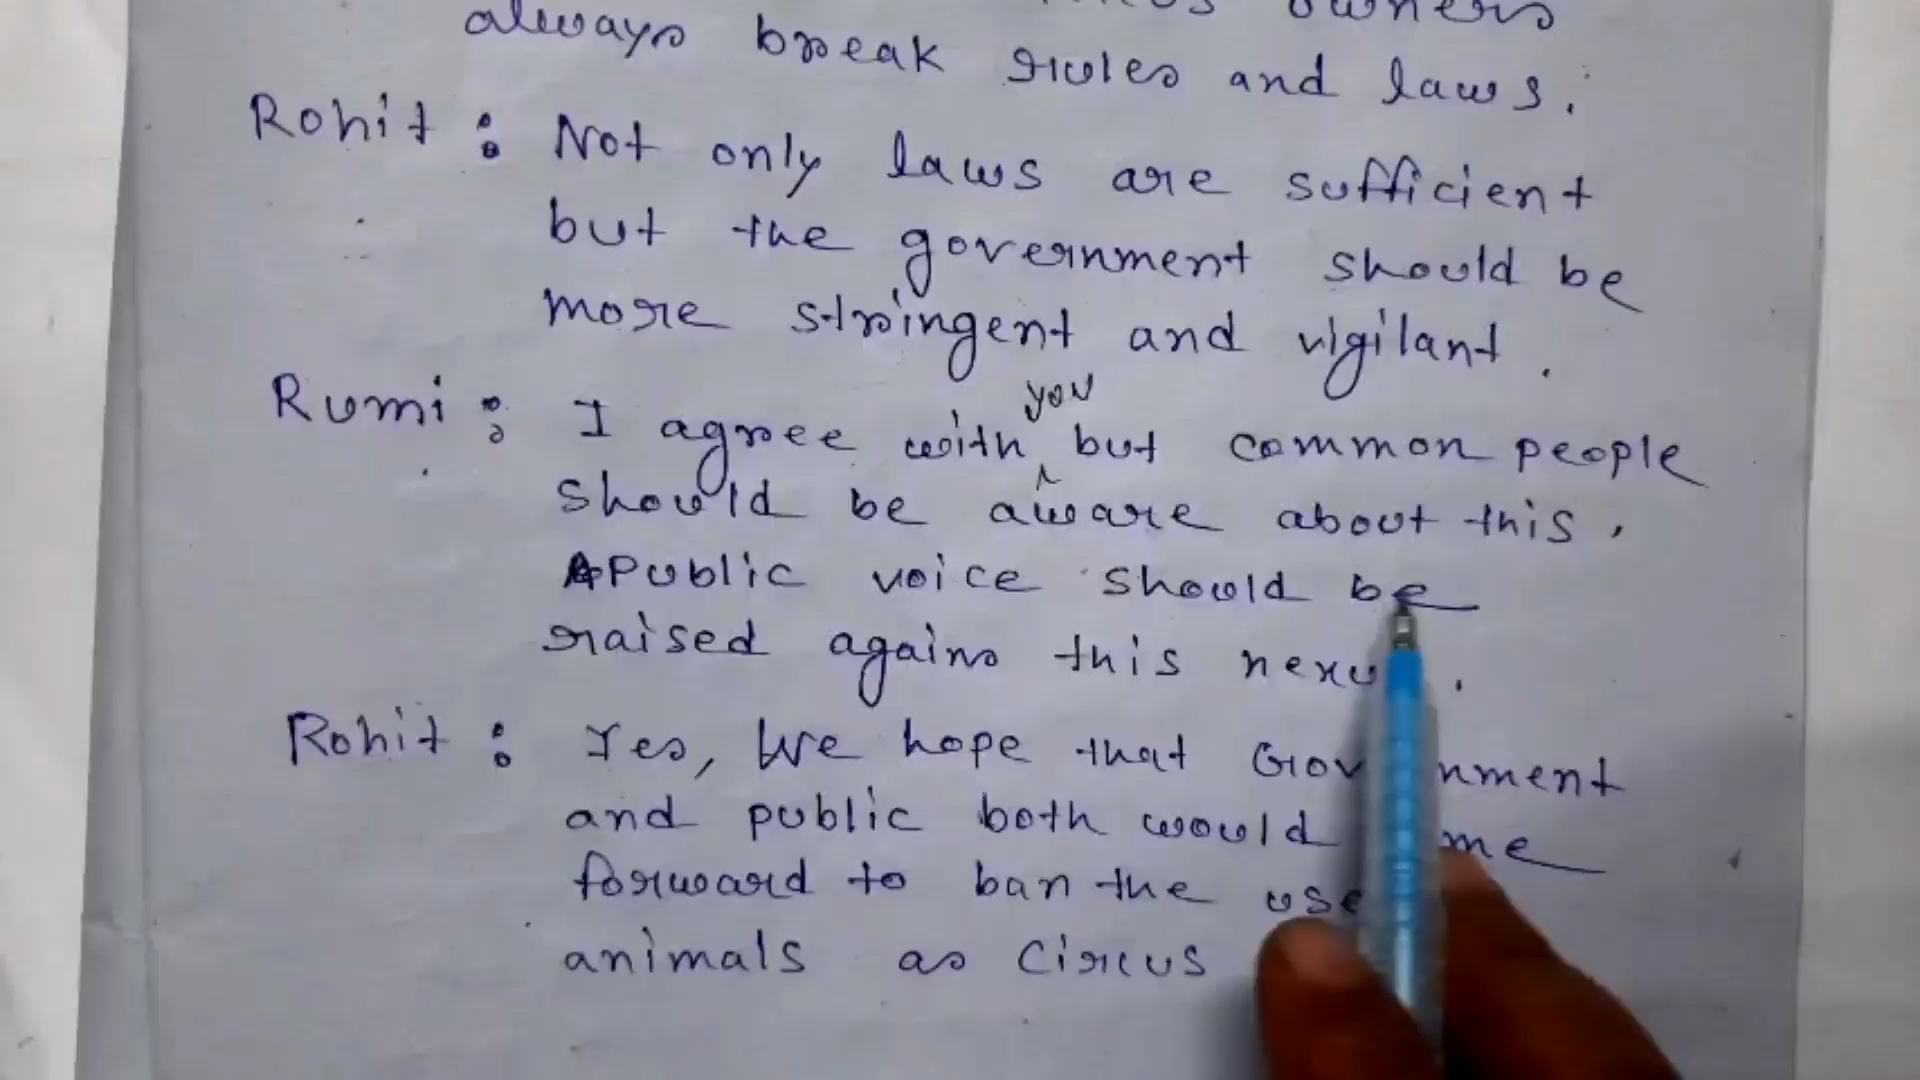 owners
always break rules and laws.
Rohit : Not only laws are sufficient
but the government should be
more stringent and vigilant.
Rumi : I agree with you but common people
should be aware about this.
A Public voice should be
raised agains this
Rohit : Yes, We hope that
and public both would
forward to ban the use
animals as Circus